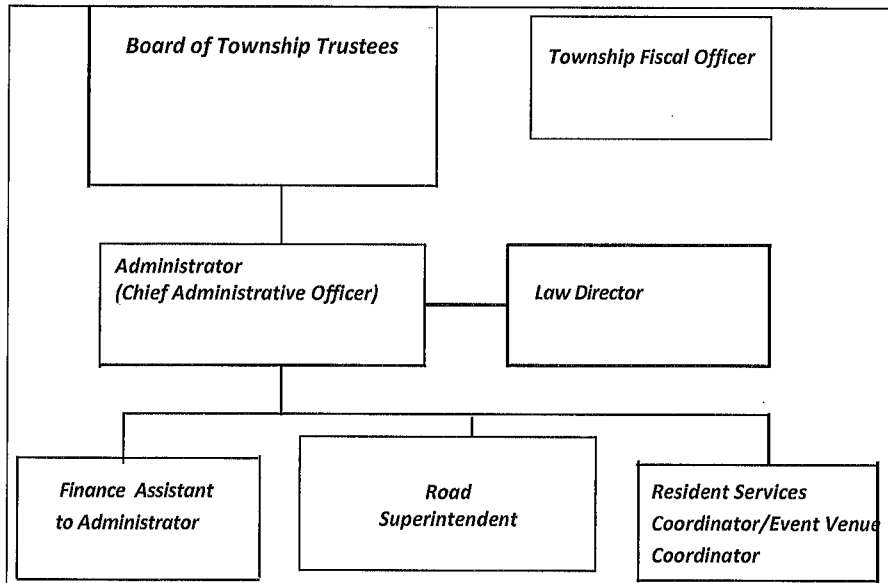 Board of Township Trustees
Township Fiscal Officer
Administrator
(Chief Administrative Officer)
Law Director
Finance Assistant
to Administrator
Road
Superintendent
Resident Services
Coordinator/Event Venue
Coordinator